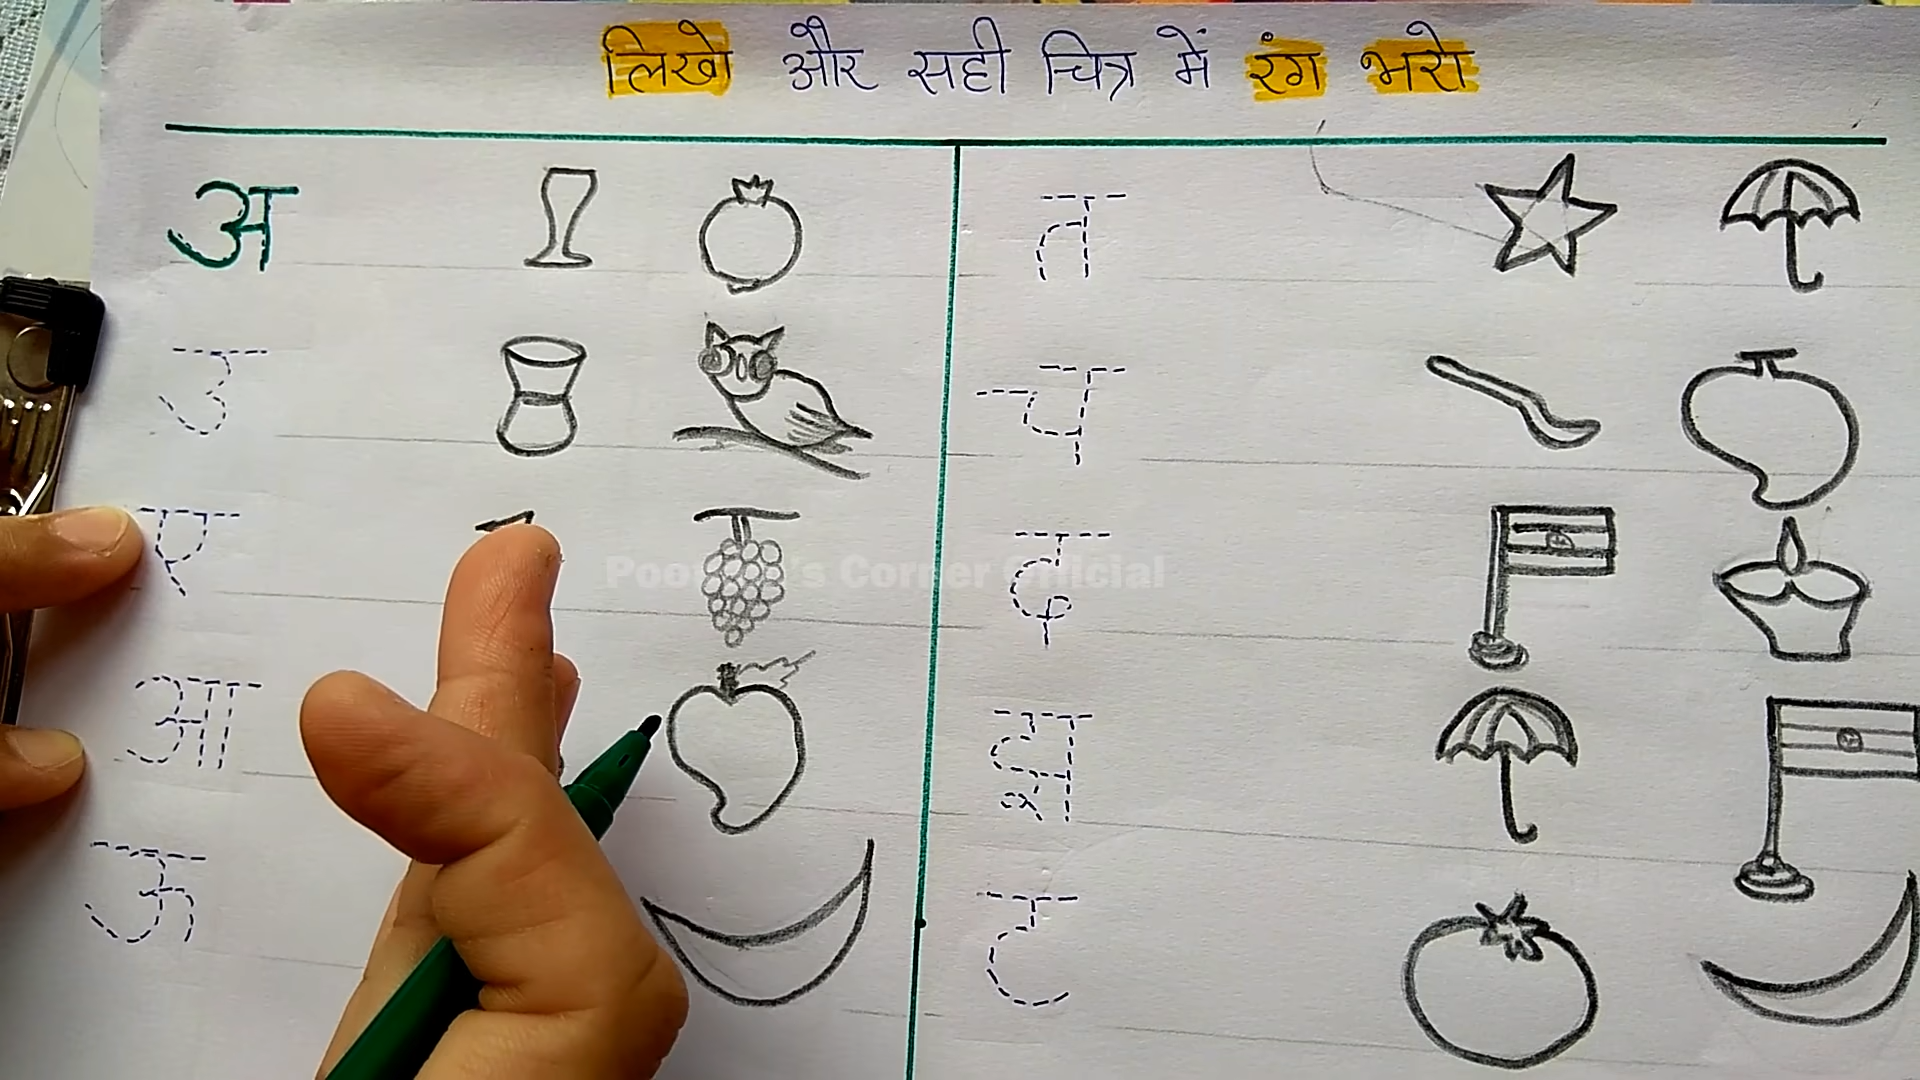 लिखो और सही चित्र में रंग भरो
अ
उ
ए
आ
ऊ
त
च
द
थ
ट